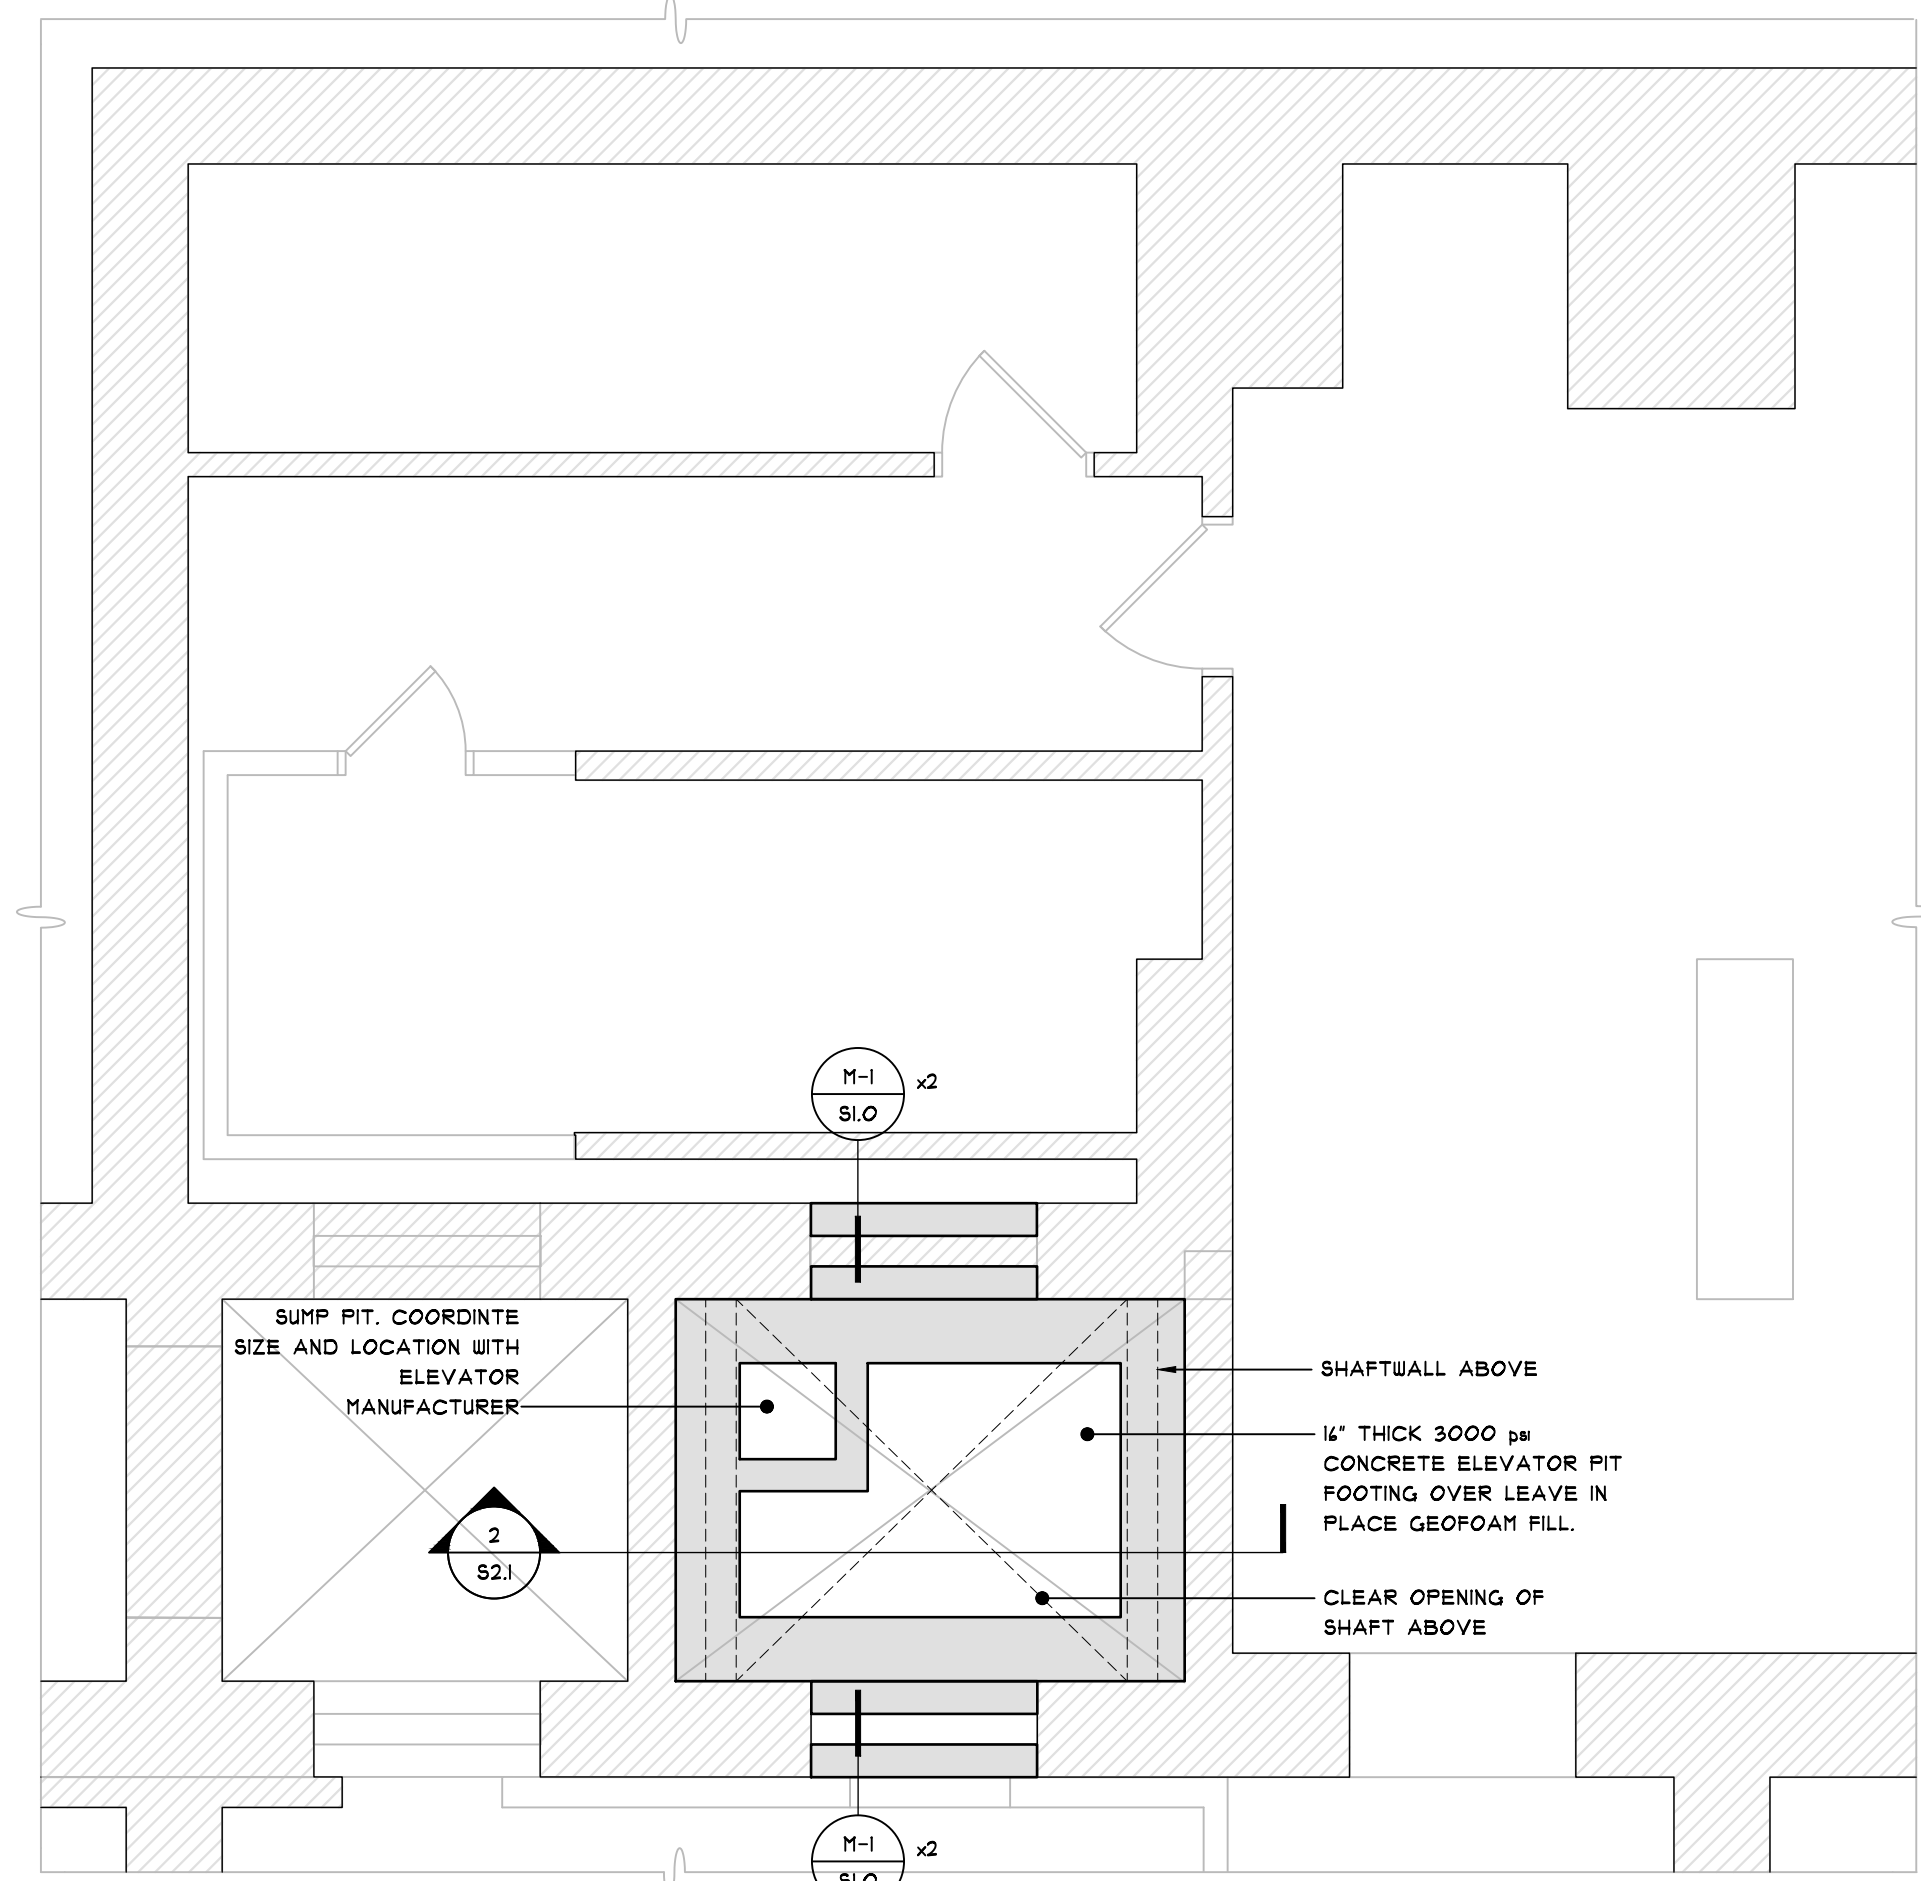 M-1
S1.0
x2
SUMP PIT. COORDINTE
SIZE AND LOCATION WITH
ELEVATOR
MANUFACTURER
SHAFTWALL ABOVE
16" THICK 3000 psi
CONCRETE ELEVATOR PIT
FOOTING OVER LEAVE IN
PLACE GEOFOAM FILL.
2
S2.1
CLEAR OPENING OF
SHAFT ABOVE
M-1
S1.0
x2